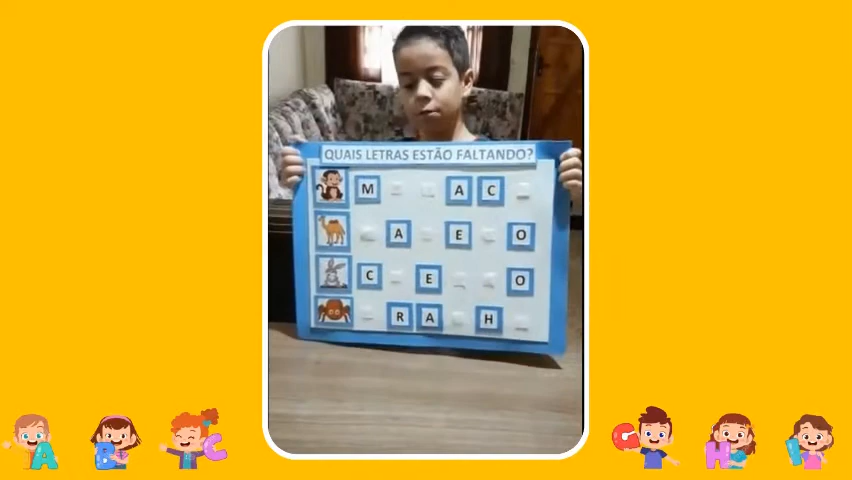 QUAIS LETRAS ESTÃO FALTANDO?
M _ _ A C _
_ A _ E _ O
C _ E _ _ O
_ R A _ H _
A B C G H I